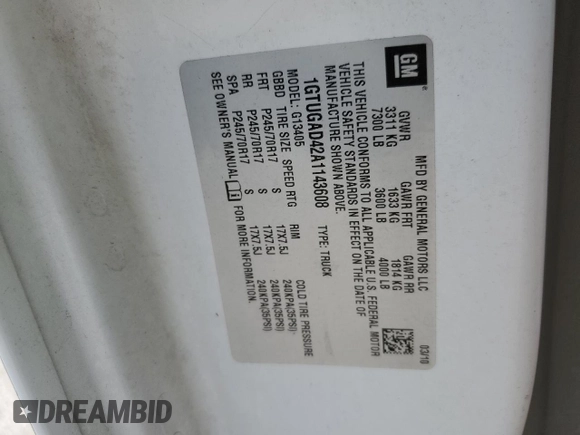 GM®
MFD BY GENERAL MOTORS LLC 03/10
GVWR GAWR FRT GAWR RR
3311 KG 1633 KG 1814 KG
7300 LB 3600 LB 4000 LB
THIS VEHICLE CONFORMS TO ALL APPLICABLE U.S. FEDERAL MOTOR
VEHICLE SAFETY STANDARDS IN EFFECT ON THE DATE OF
MANUFACTURE SHOWN ABOVE.
1GTUGAD42A1143608 TYPE: TRUCK
MODEL: G13405
GBBD TIRE SIZE SPEED RTG RIM COLD TIRE PRESSURE
FRT P245/70R17 S 17X7.5J 240KPA(35PSI)
RR P245/70R17 S 17X7.5J 240KPA(35PSI)
SPA P245/70R17 S 17X7.5J 240KPA(35PSI)
SEE OWNER'S MANUAL FOR MORE INFORMATION.
DREAMBID